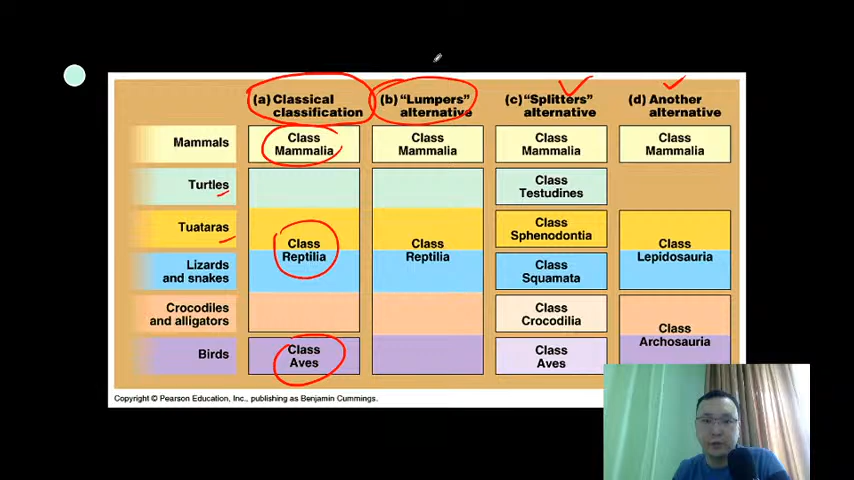 (a) Classical
classification
(b) "Lumpers"
alternative
(c) "Splitters"
alternative
(d) Another
alternative
Mammals
Class
Mammalia
Class
Mammalia
Class
Mammalia
Class
Mammalia
Turtles
Class
Testudines
Tuataras
Class
Reptilia
Class
Reptilia
Class
Sphenodontia
Class
Lepidosauria
Lizards
and snakes
Class
Squamata
Crocodiles
and alligators
Class
Crocodilia
Class
Archosauria
Birds
Class
Aves
Class
Aves
Copyright © Pearson Education, Inc., publishing as Benjamin Cummings.